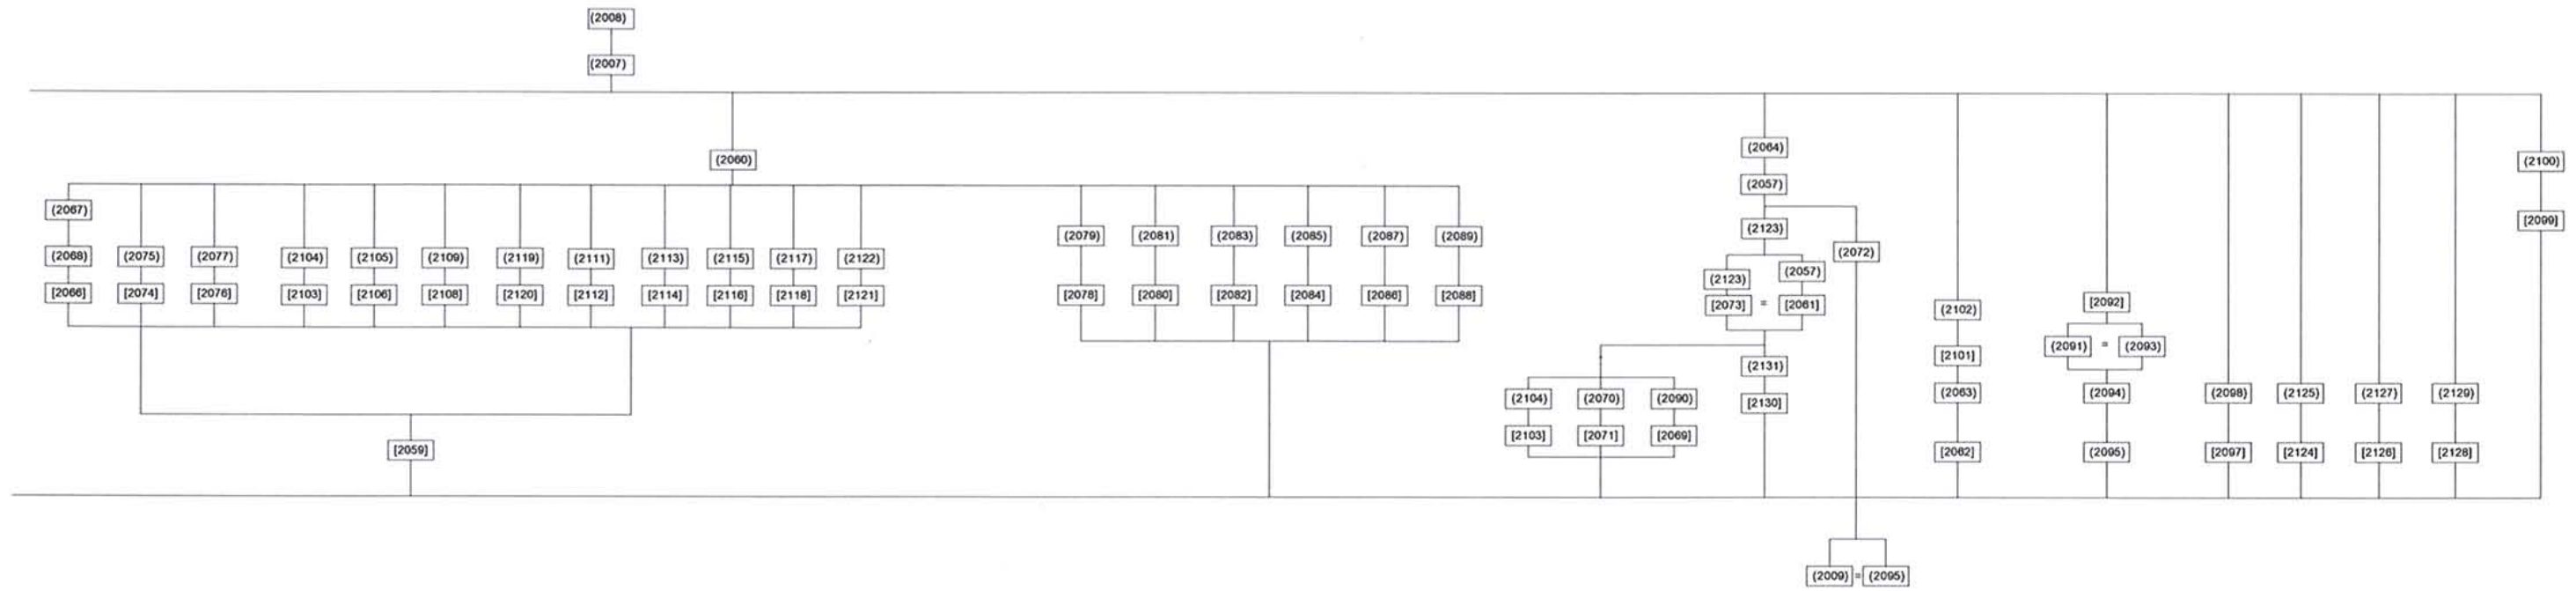 (2008)
(2007)
(2060)
(2064)
(2100)
(2057)
(2067)
[2099]
(2123)
(2079) (2081) (2083) (2085) (2087) (2089)
(2072)
(2068) (2075) (2077) (2104) (2105) (2109) (2119) (2111) (2113) (2115) (2117) (2122)
(2123) (2057)
[2066] [2074] [2076] [2103] [2106] [2108] [2120] [2112] [2114] [2116] [2118] [2121]
[2078] [2080] [2082] [2084] [2086] [2088]
[2073] = [2061]
[2092]
(2102)
(2091) = (2093)
[2101]
(2131)
(2104) (2070) (2090)
[2130]
(2063) (2094) (2098) (2125) (2127) (2129)
[2103] [2071] [2069]
[2059]
[2062] (2095) [2097] [2124] [2126] [2128]
(2009) = (2095)